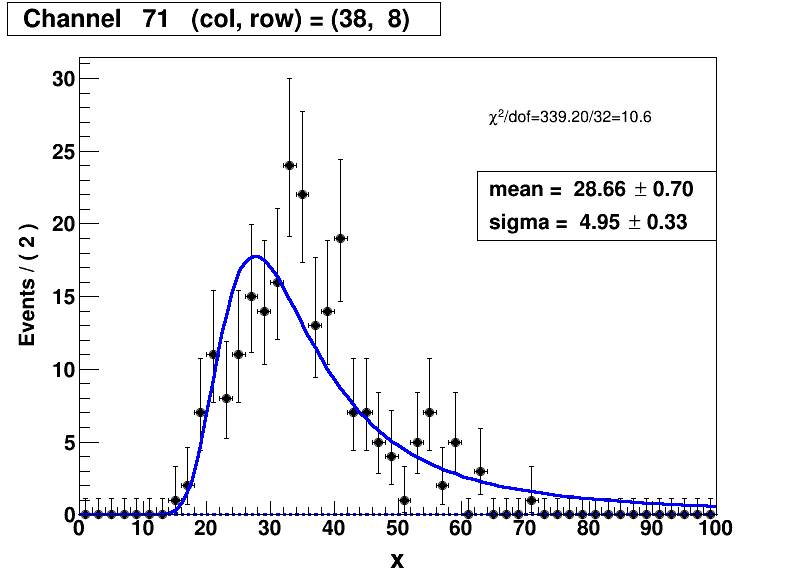 Channel 71 (col, row) = (38, 8)
30
25
20
15
10
5
0
Events / ( 2 )
χ²/dof=339.20/32=10.6
mean = 28.66 ± 0.70
sigma = 4.95 ± 0.33
0 10 20 30 40 50 60 70 80 90 100
x